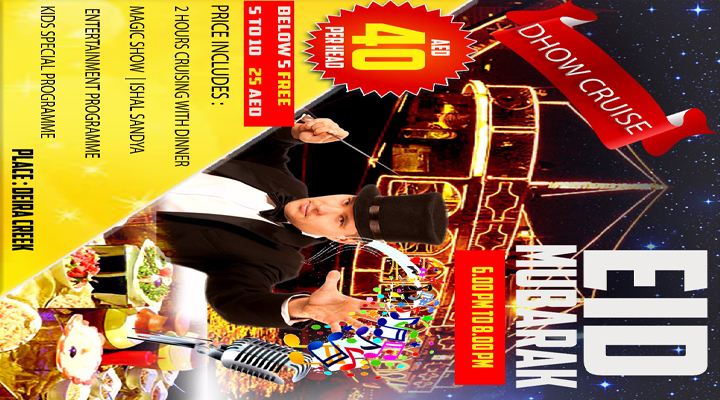 DHOW CRUISE
EID
MUBARAK
6.00 PM TO 8.00 PM
AED
40
PER HEAD
BELOW 5 FREE
5 TO 10 25 AED
PRICE INCLUDES :
2 HOURS CRUISING WITH DINNER
MAGIC SHOW | ISHAL SANDYA
ENTERTAINMENT PROGRAMME
KIDS SPECIAL PROGRAMME
PLACE : DEIRA CREEK